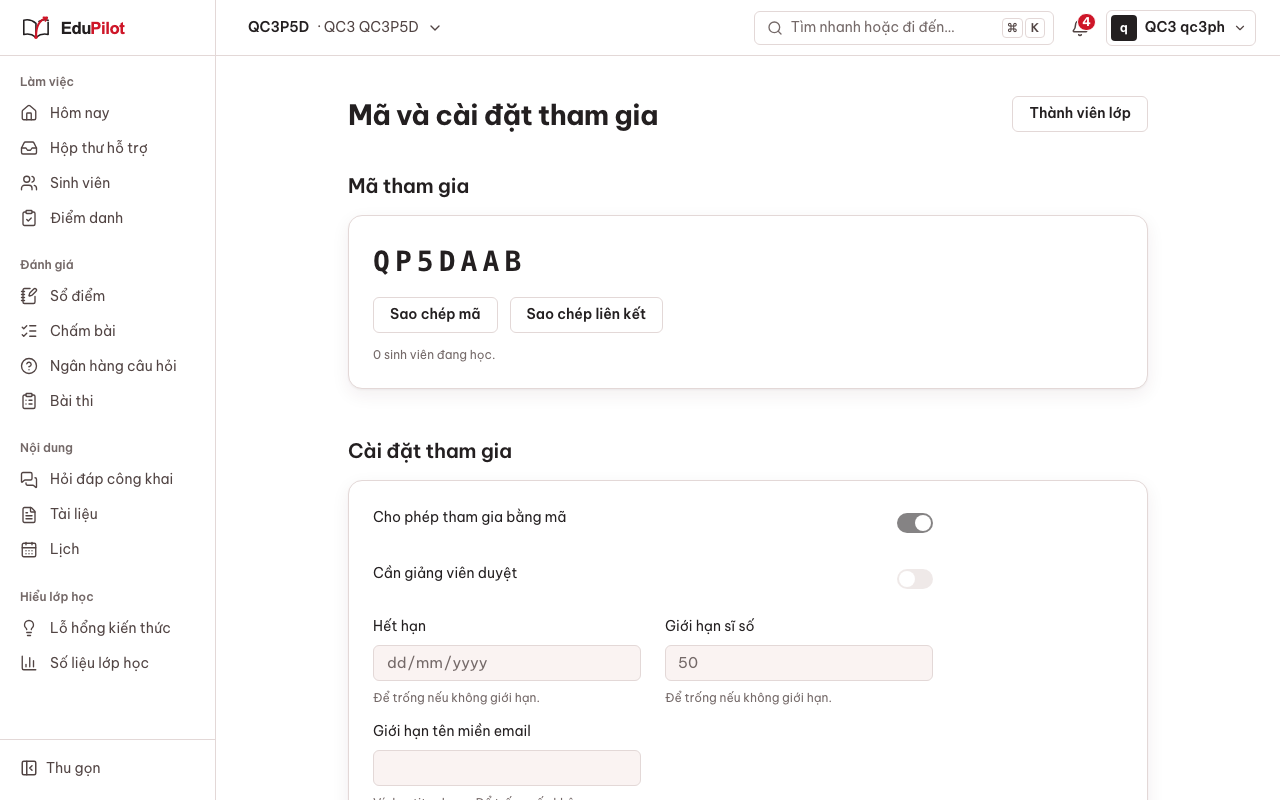 EduPilot
QC3P5D · QC3 QC3P5D
Tìm nhanh hoặc đi đến... ⌘ K
4
q QC3 qc3ph
Làm việc
Hôm nay
Hộp thư hỗ trợ
Sinh viên
Điểm danh
Đánh giá
Sổ điểm
Chấm bài
Ngân hàng câu hỏi
Bài thi
Nội dung
Hỏi đáp công khai
Tài liệu
Lịch
Hiểu lớp học
Lỗ hổng kiến thức
Số liệu lớp học
Thu gọn
Mã và cài đặt tham gia
Thành viên lớp
Mã tham gia
QP5DAAB
Sao chép mã
Sao chép liên kết
0 sinh viên đang học.
Cài đặt tham gia
Cho phép tham gia bằng mã
Cần giảng viên duyệt
Hết hạn
Giới hạn sĩ số
dd/mm/yyyy
50
Để trống nếu không giới hạn.
Để trống nếu không giới hạn.
Giới hạn tên miền email